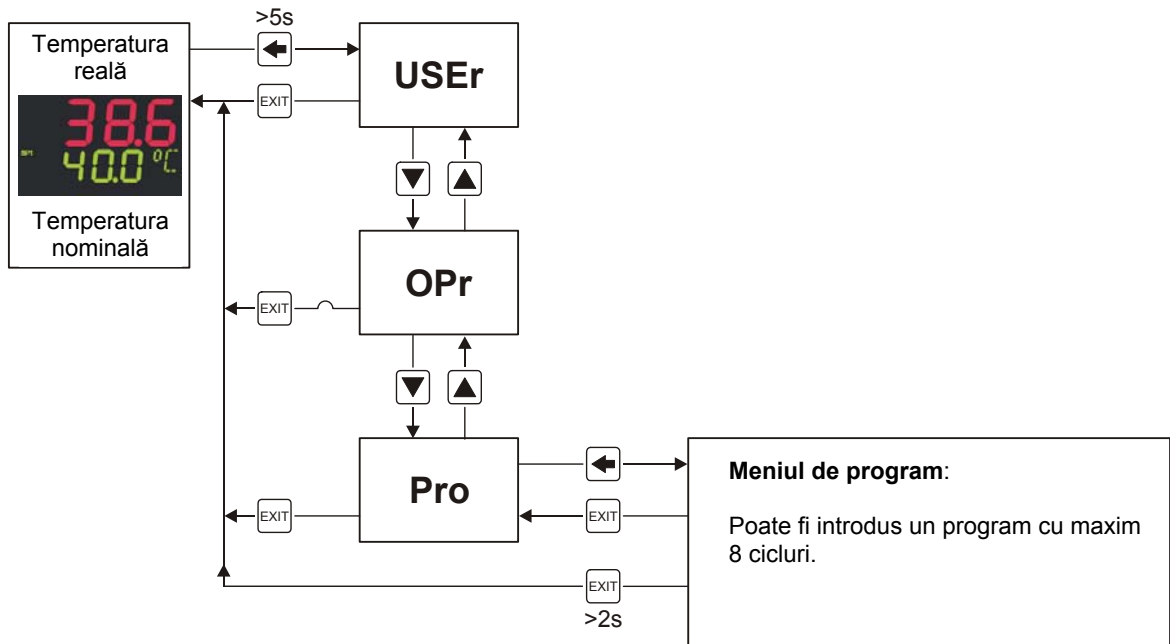 >5s
Temperatura
reală
38.6
40.0 °C
Temperatura
nominală
EXIT
USEr
OPr
EXIT
Pro
EXIT
EXIT
EXIT
>2s
Meniul de program:
Poate fi introdus un program cu maxim
8 cicluri.